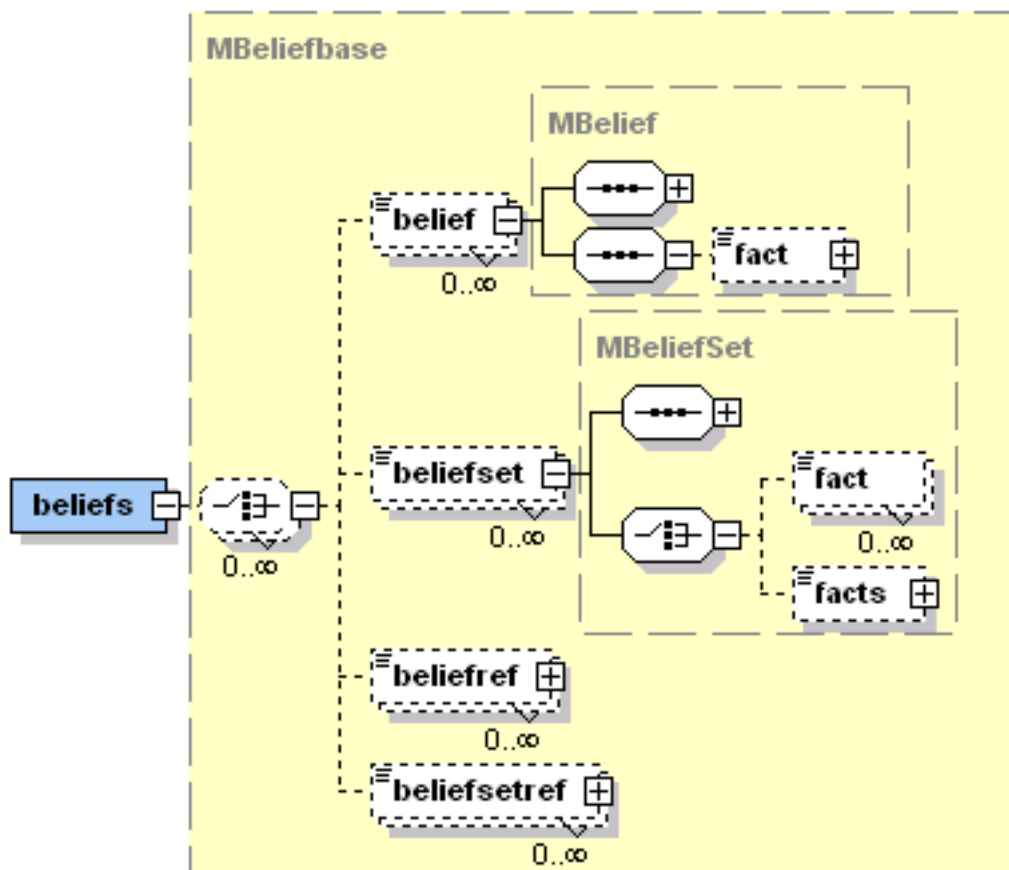 MBeliefbase
MBelief
belief
0..∞
fact
MBeliefSet
beliefset
0..∞
fact
0..∞
facts
beliefs
0..∞
beliefref
0..∞
beliefsetref
0..∞